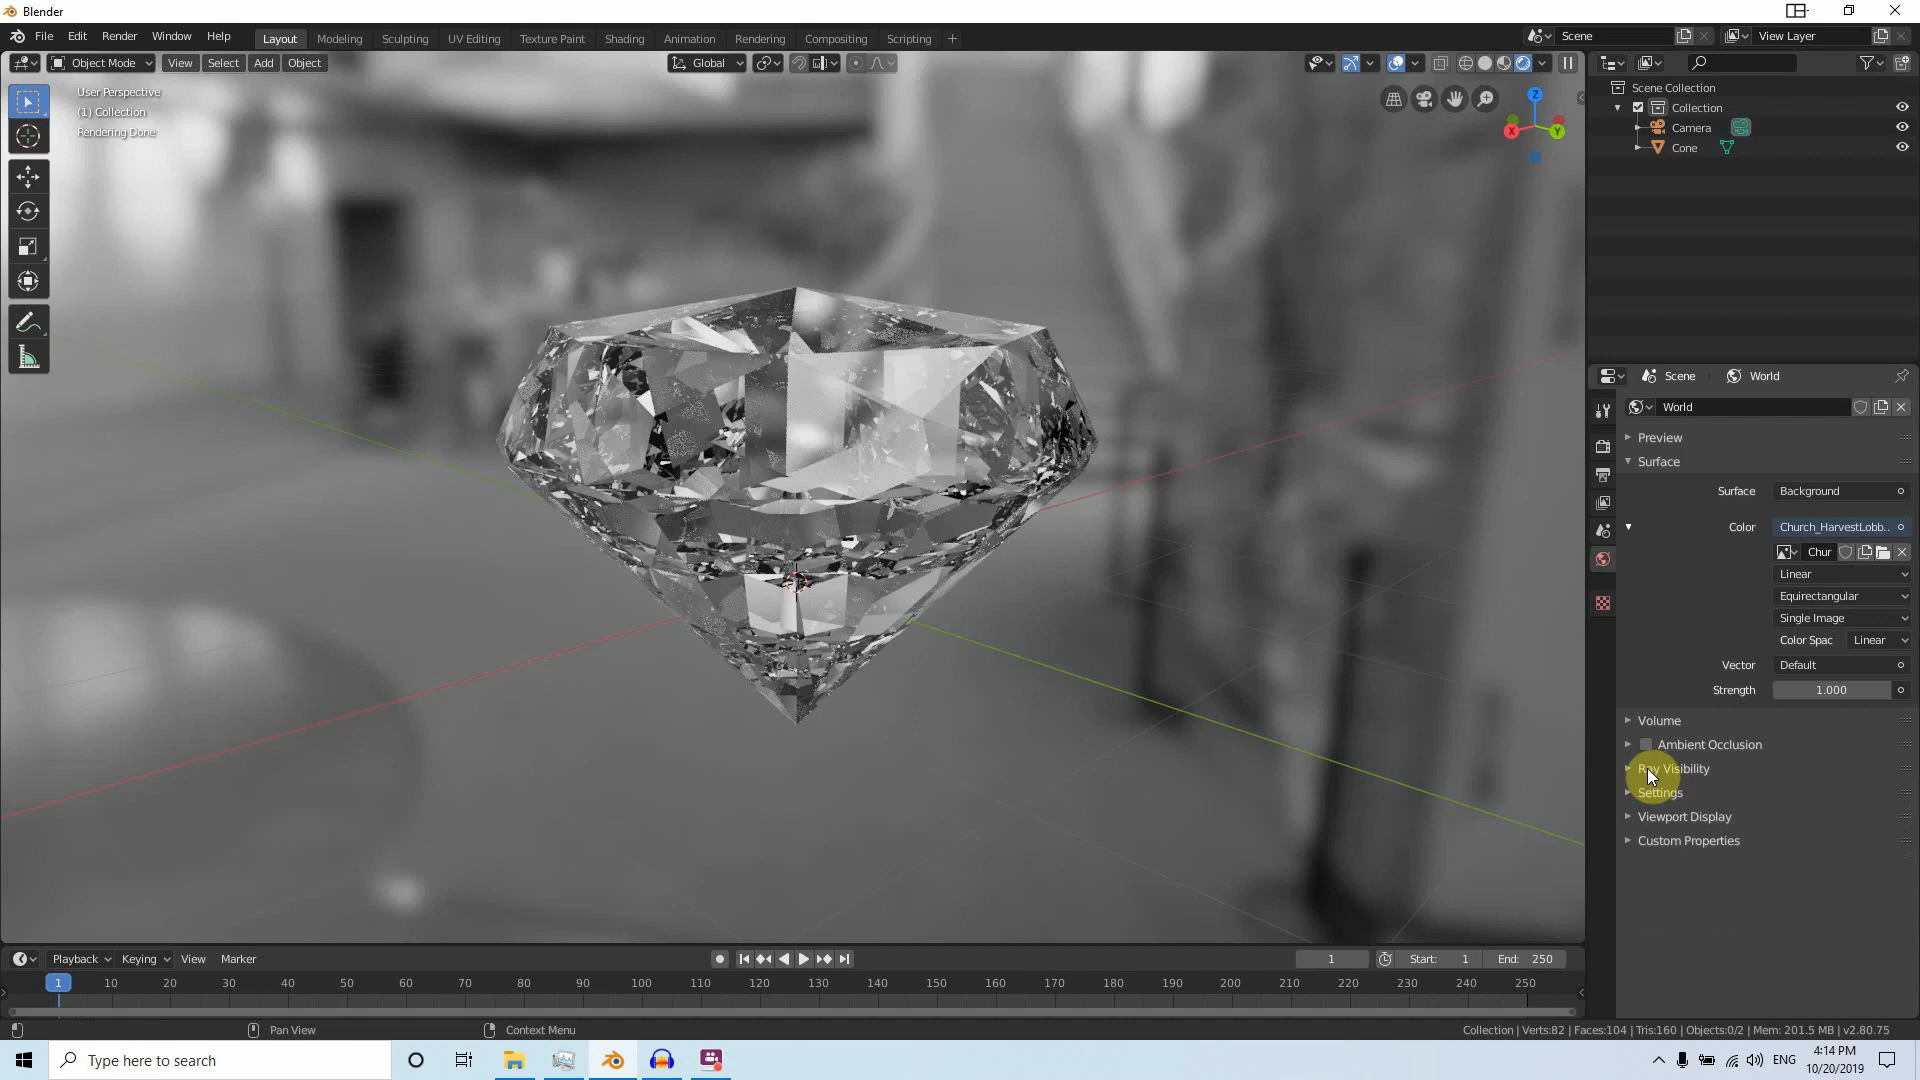 Blender
File Edit Render Window Help
Layout Modeling Sculpting UV Editing Texture Paint Shading Animation Rendering Compositing Scripting +
Scene View Layer
Object Mode View Select Add Object Global
User Perspective
(1) Collection
Rendering Done
Z
X Y
Scene Collection
Collection
Camera
Cone
Scene World
World
Preview
Surface
Surface Background
Color Church_HarvestLobb..
Chur
Linear
Equirectangular
Single Image
Color Spac Linear
Vector Default
Strength 1.000
Volume
Ambient Occlusion
Ray Visibility
Settings
Viewport Display
Custom Properties
Playback Keying View Marker 1 Start: 1 End: 250
1 10 20 30 40 50 60 70 80 90 100 110 120 130 140 150 160 170 180 190 200 210 220 230 240 250
Pan View Context Menu Collection | Verts:82 | Faces:104 | Tris:160 | Objects:0/2 | Mem: 201.5 MB | v2.80.75
Type here to search ENG 4:14 PM
10/20/2019